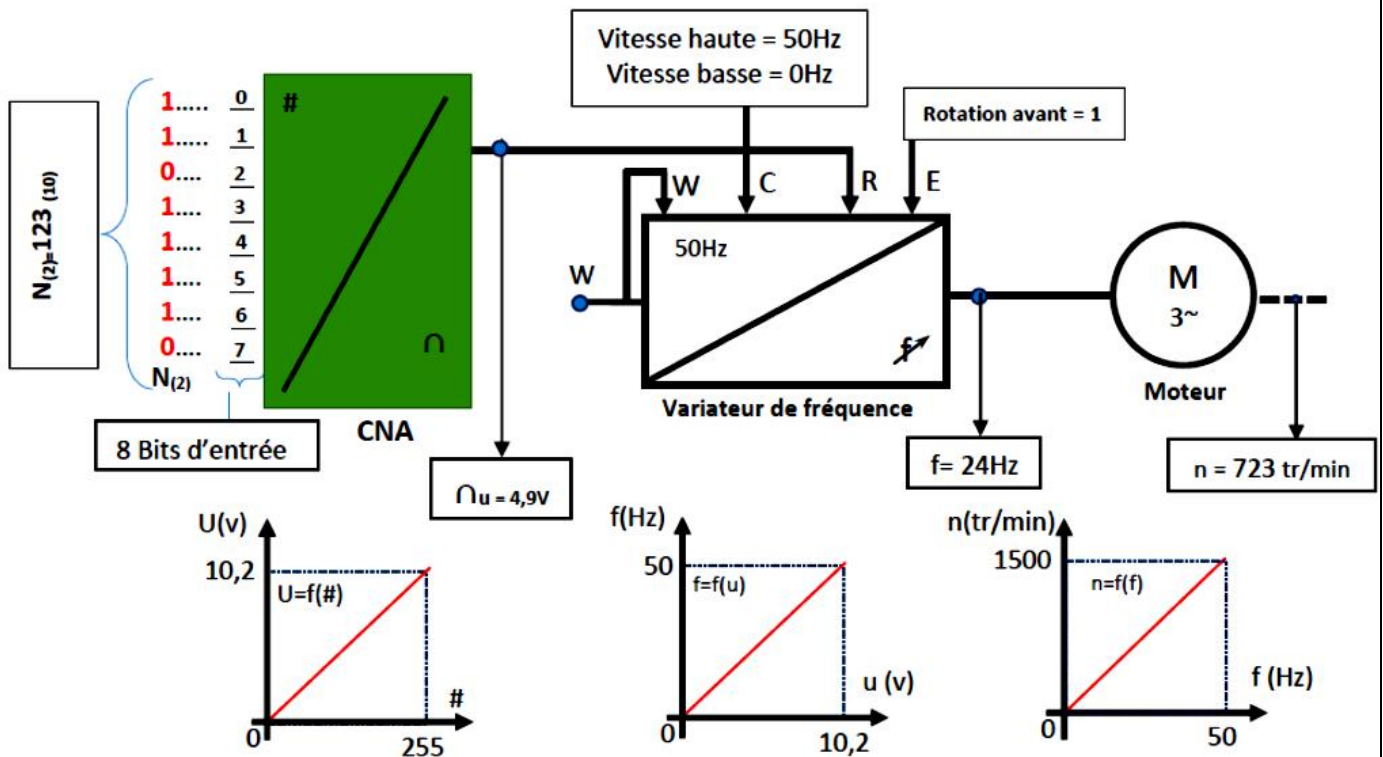 Vitesse haute = 50Hz
Vitesse basse = 0Hz
Rotation avant = 1
N(2)=123 (10)
1..... 0
1..... 1
0.... 2
1.... 3
1.... 4
1.... 5
1.... 6
0.... 7
N(2)
#
∩
CNA
8 Bits d'entrée
∩u = 4,9V
W
W
C
R
E
50Hz
f
Variateur de fréquence
M
3~
Moteur
f= 24Hz
n = 723 tr/min
U(v)
10,2
U=f(#)
#
0
255
f(Hz)
50
f=f(u)
u (v)
0
10,2
n(tr/min)
1500
n=f(f)
f (Hz)
0
50